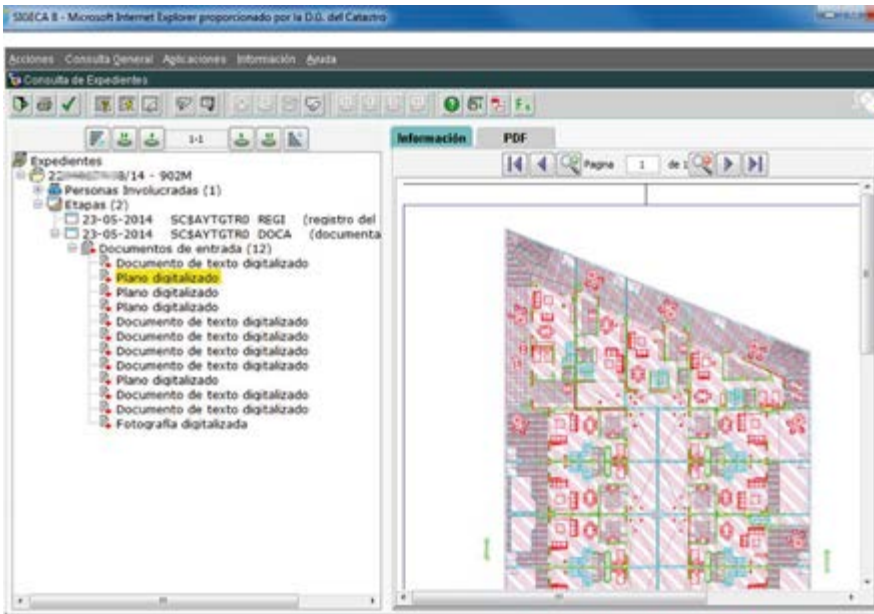 SIGECA II - Microsoft Internet Explorer proporcionado por la D.G. del Catastro
Acciones Consulta General Aplicaciones Información Ayuda
Consulta de Expedientes
1-1
Expedientes
8/14 - 902M
Personas Involucradas (1)
Etapas (2)
23-05-2014 SC$AYTGTR0 REGI (registro del
23-05-2014 SC$AYTGTR0 DOCA (documenta
Documentos de entrada (12)
Documento de texto digitalizado
Plano digitalizado
Plano digitalizado
Plano digitalizado
Documento de texto digitalizado
Documento de texto digitalizado
Documento de texto digitalizado
Documento de texto digitalizado
Plano digitalizado
Documento de texto digitalizado
Documento de texto digitalizado
Fotografía digitalizada
Información PDF
Pagina 1 de 1